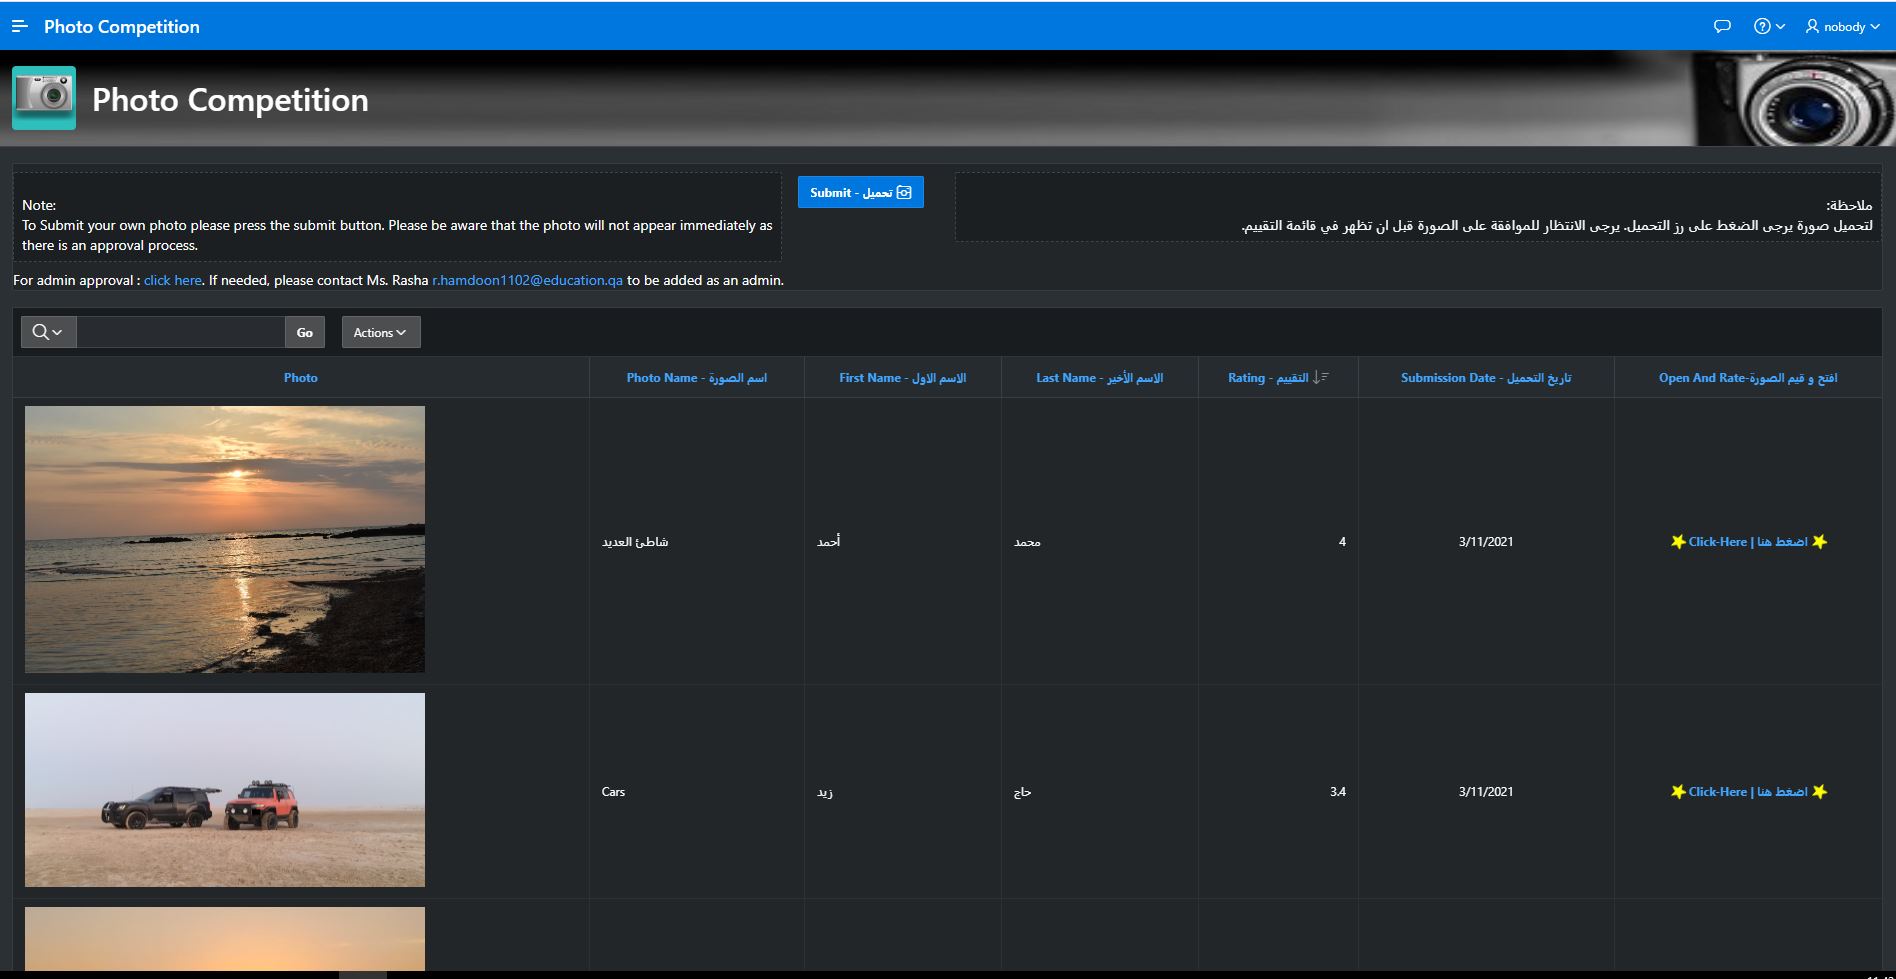 Photo Competition
nobody
Photo Competition
Note:
To Submit your own photo please press the submit button. Please be aware that the photo will not appear immediately as
there is an approval process.
Submit - تحميل
ملاحظة:
لتحميل صورة يرجى الضغط على رز التحميل. يرجى الانتظار للموافقة على الصورة قبل ان تظهر في قائمة التقييم.
For admin approval : click here. If needed, please contact Ms. Rasha r.hamdoon1102@education.qa to be added as an admin.
Go
Actions
Photo
Photo Name - اسم الصورة
First Name - الاسم الاول
Last Name - الاسم الأخير
Rating - التقييم
Submission Date - تاريخ التحميل
Open And Rate-افتح و قيم الصورة
شاطئ العديد
أحمد
محمد
4
3/11/2021
Click-Here | اضغط هنا
Cars
زيد
حاج
3.4
3/11/2021
Click-Here | اضغط هنا